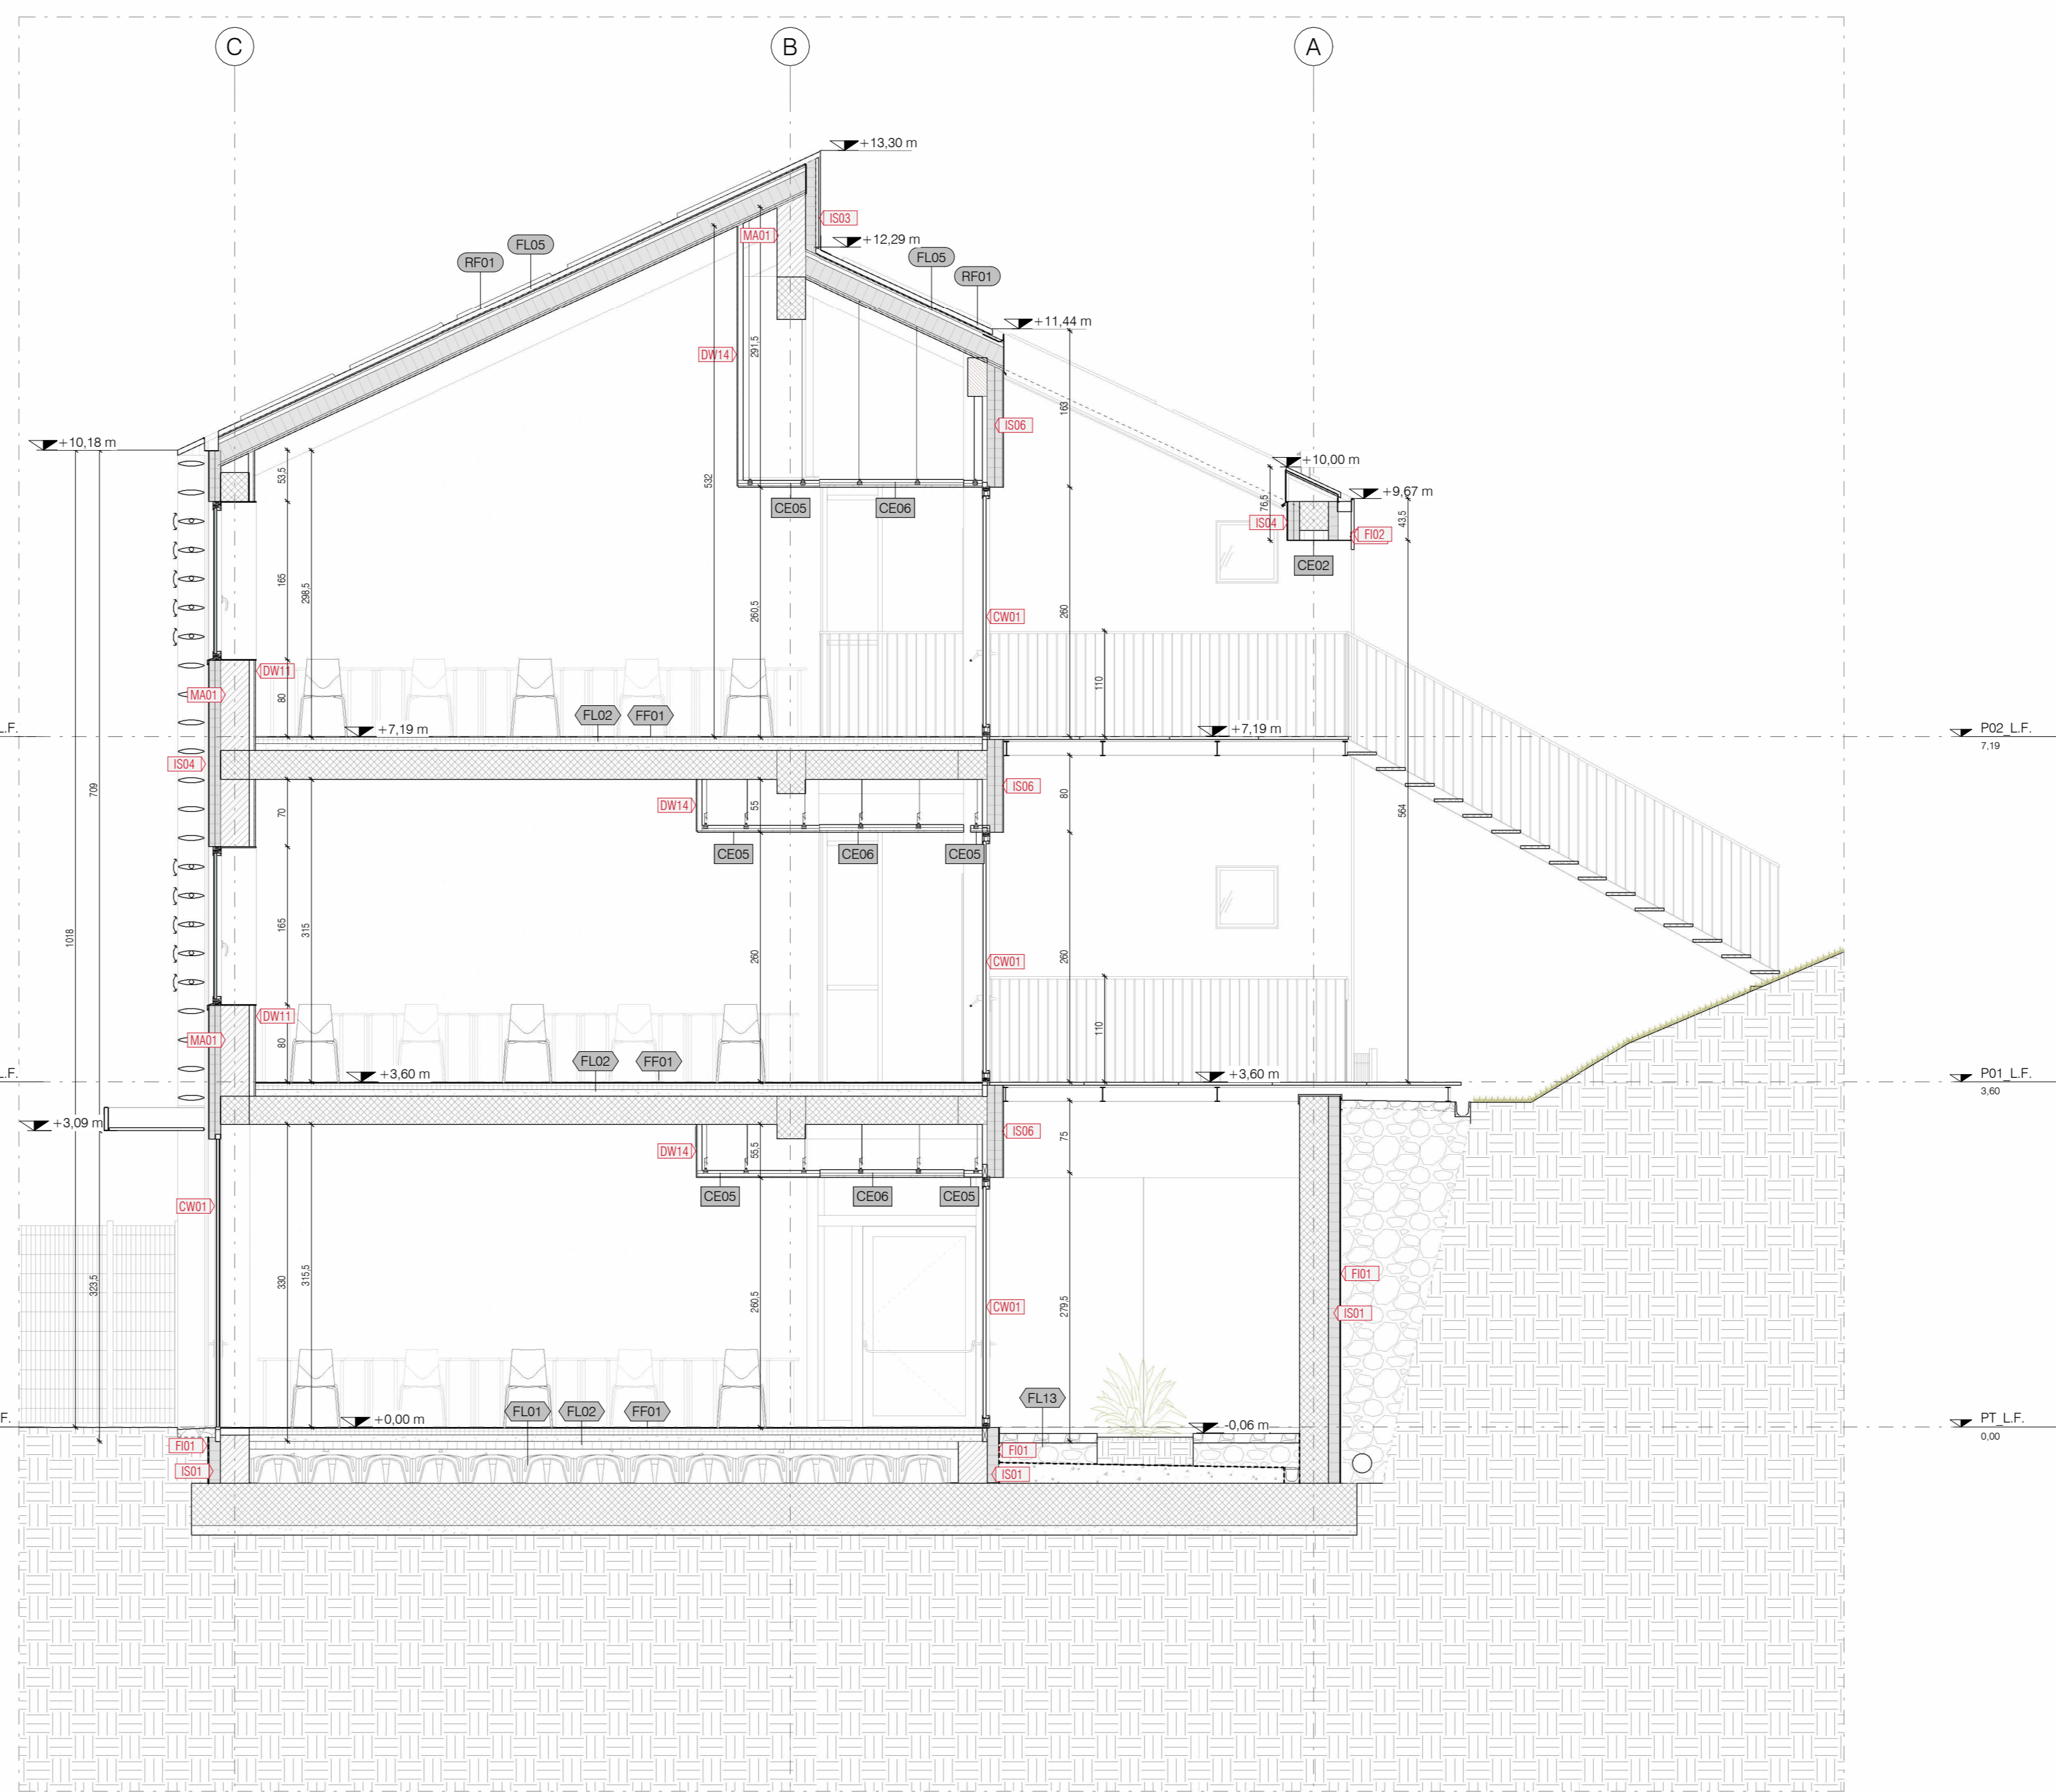 C
B
A
+13,30 m
IS03
MA01
+12,29 m
FL05
RF01
FL05
RF01
+11,44 m
291,5
DW14
532
163
IS06
+10,18 m
53,5
+10,00 m
+9,67 m
76,5
43,5
IS04
FI02
CE05
CE06
CE02
165
298,5
260,5
260
CW01
110
DW11
MA01
80
FL02
FF01
+7,19 m
+7,19 m
L.F.
P02_L.F.
7,19
IS04
709
70
DW14
55
IS06
80
564
CE05
CE06
CE05
1018
165
315
260
CW01
260
DW11
MA01
80
110
FL02
FF01
+3,60 m
+3,60 m
L.F.
P01_L.F.
3,60
+3,09 m
DW14
55,5
IS06
75
CE05
CE06
CE05
CW01
323,5
330
315,5
260,5
CW01
279,5
FI01
IS01
FL13
+0,00 m
FL01
FL02
FF01
-0,06 m
F.
PT_L.F.
0,00
FI01
FI01
IS01
IS01